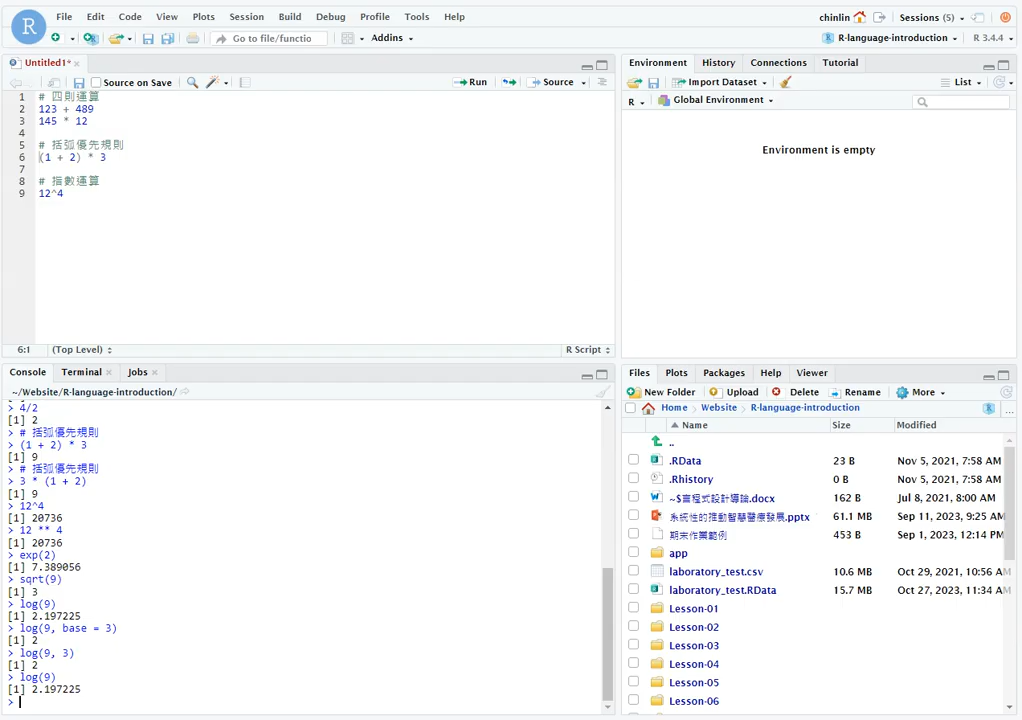 File Edit Code View Plots Session Build Debug Profile Tools Help
chinlin Sessions (5)
Go to file/functio Addins
R-language-introduction R 3.4.4
Untitled1*
Source on Save Run Source
1 # 四則運算
2 123 + 489
3 145 * 12
4
5 # 括弧優先規則
6 (1 + 2) * 3
7
8 # 指數運算
9 12^4
6:1 (Top Level) R Script
Console Terminal Jobs
~/Website/R-language-introduction/
> 4/2
[1] 2
> # 括弧優先規則
> (1 + 2) * 3
[1] 9
> # 括弧優先規則
> 3 * (1 + 2)
[1] 9
> 12^4
[1] 20736
> 12 ** 4
[1] 20736
> exp(2)
[1] 7.389056
> sqrt(9)
[1] 3
> log(9)
[1] 2.197225
> log(9, base = 3)
[1] 2
> log(9, 3)
[1] 2
> log(9)
[1] 2.197225
>
Environment History Connections Tutorial
Import Dataset List
R Global Environment
Environment is empty
Files Plots Packages Help Viewer
New Folder Upload Delete Rename More
Home Website R-language-introduction ...
Name Size Modified
..
.RData 23 B Nov 5, 2021, 7:58 AM
.Rhistory 0 B Nov 5, 2021, 7:58 AM
~$言程式設計導論.docx 162 B Jul 8, 2021, 8:00 AM
系統性的推動智慧醫療發展.pptx 61.1 MB Sep 11, 2023, 9:25 AM
期末作業範例 453 B Sep 1, 2023, 12:14 PM
app
laboratory_test.csv 10.6 MB Oct 29, 2021, 10:56 AM
laboratory_test.RData 15.7 MB Oct 27, 2023, 11:34 AM
Lesson-01
Lesson-02
Lesson-03
Lesson-04
Lesson-05
Lesson-06